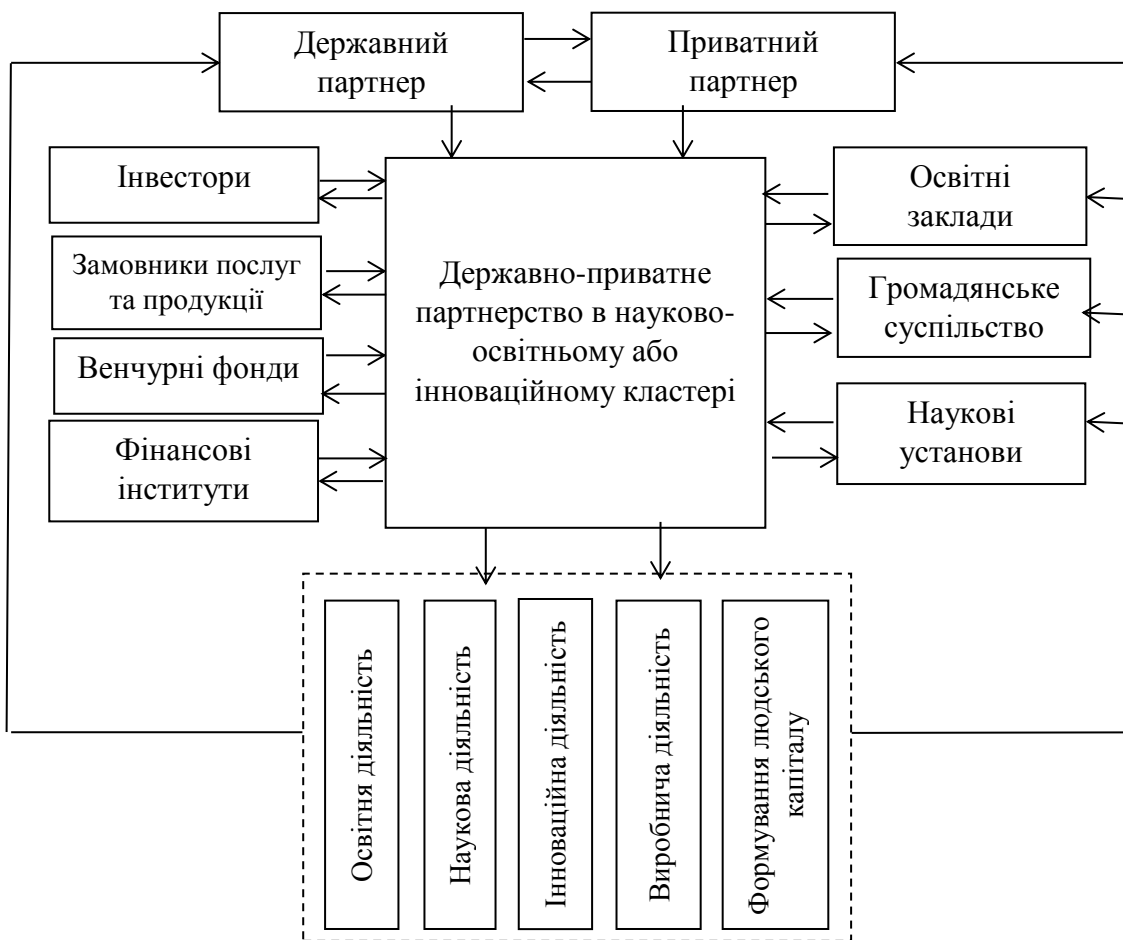 Державний
партнер
Приватний
партнер
Інвестори
Замовники послуг
та продукції
Венчурні фонди
Фінансові
інститути
Державно-приватне
партнерство в науково-
освітньому або
інноваційному кластері
Освітні
заклади
Громадянське
суспільство
Наукові
установи
Освітня діяльність
Наукова діяльність
Інноваційна діяльність
Виробнича діяльність
Формування людського
капіталу